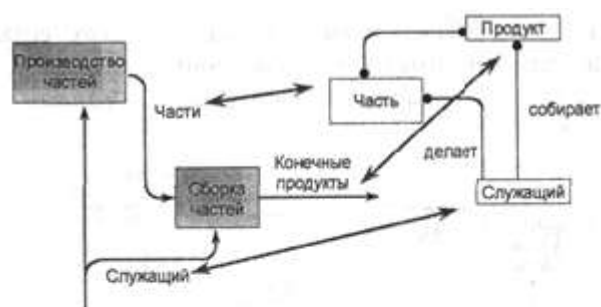 Производство
частей
Части
Сборка
частей
Конечные
продукты
Служащий
Продукт
Часть
делает
собирает
Служащий